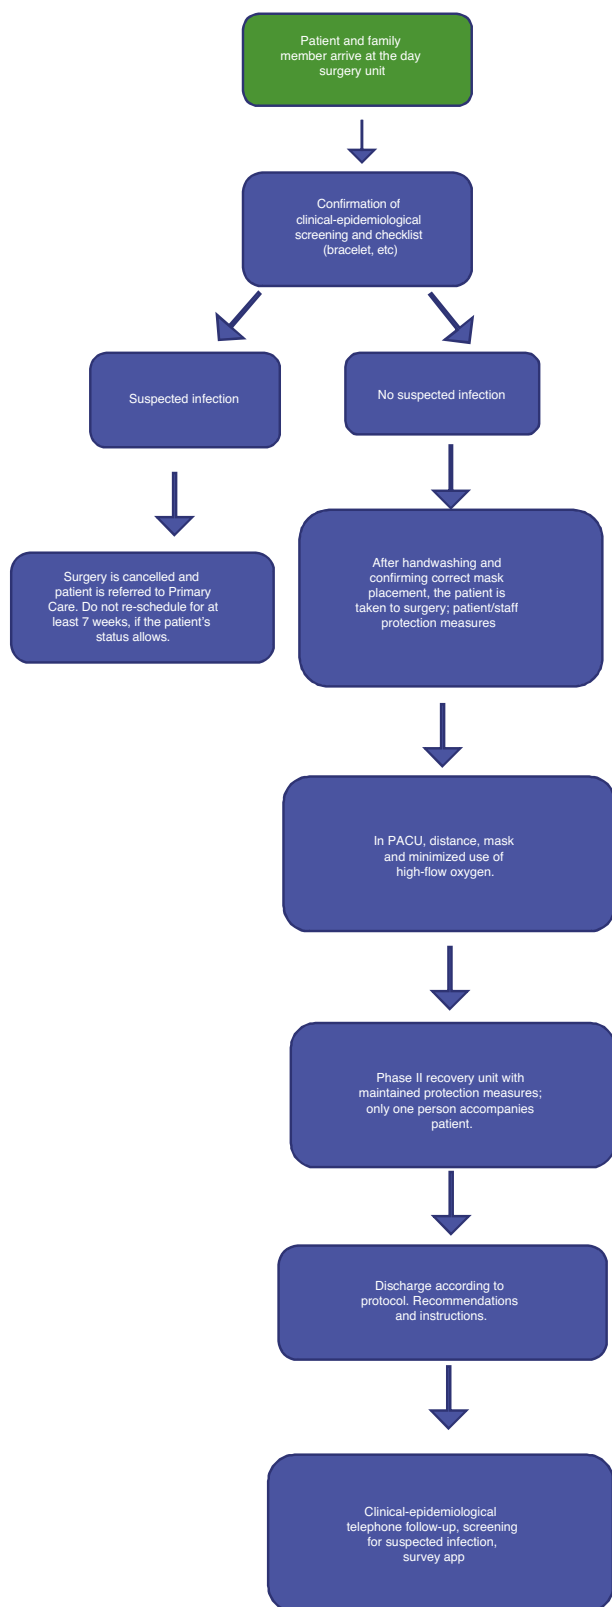 Patient and family
member arrive at the day
surgery unit
Confirmation of
clinical-epidemiological
screening and checklist
(bracelet, etc)
Suspected infection
No suspected infection
Surgery is cancelled and
patient is referred to Primary
Care. Do not re-schedule for at
least 7 weeks, if the patient's
status allows.
After handwashing and
confirming correct mask
placement, the patient is
taken to surgery; patient/staff
protection measures
In PACU, distance, mask
and minimized use of
high-flow oxygen.
Phase II recovery unit with
maintained protection measures;
only one person accompanies
patient.
Discharge according to
protocol. Recommendations
and instructions.
Clinical-epidemiological
telephone follow-up, screening
for suspected infection,
survey app